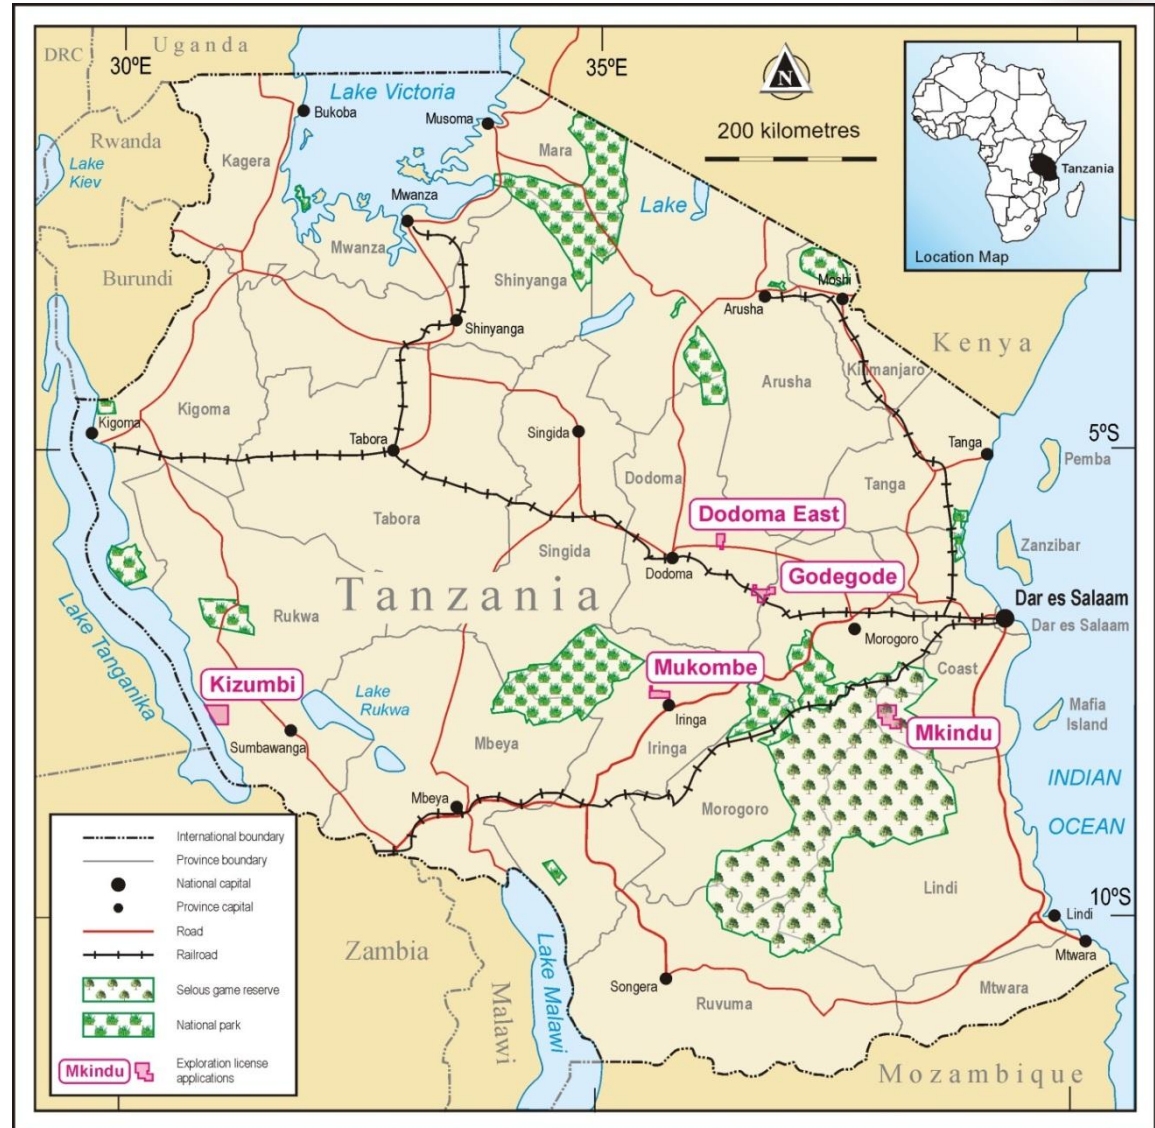 DRC
Uganda
30ºE
35ºE
N
200 kilometres
Tanzania
Location Map
Lake Victoria
Bukoba
Musoma
Mara
Rwanda
Kagera
Lake
Kiev
Mwanza
Lake
Mwanza
Burundi
Shinyanga
Moshi
Arusha
Shinyanga
Kenya
Arusha
Kilimanjaro
Kigoma
Kigoma
Tabora
Singida
Tanga
5ºS
Pemba
Dodoma
Tanga
Tabora
Dodoma East
Singida
Zanzibar
Dodoma
Godegode
Tanzania
Dar es Salaam
Dar es Salaam
Rukwa
Morogoro
Lake Tanganika
Mukombe
Coast
Kizumbi
Lake
Rukwa
Mafia
Island
Iringa
Mkindu
Sumbawanga
Mbeya
Iringa
INDIAN
OCEAN
Mbeya
Morogoro
Lindi
10ºS
Lindi
Mtwara
Zambia
Malawi
Lake Malawi
Songera
Ruvuma
Mtwara
Mozambique
International boundary
Province boundary
National capital
Province capital
Road
Railroad
Selous game reserve
National park
Mkindu
Exploration license
applications